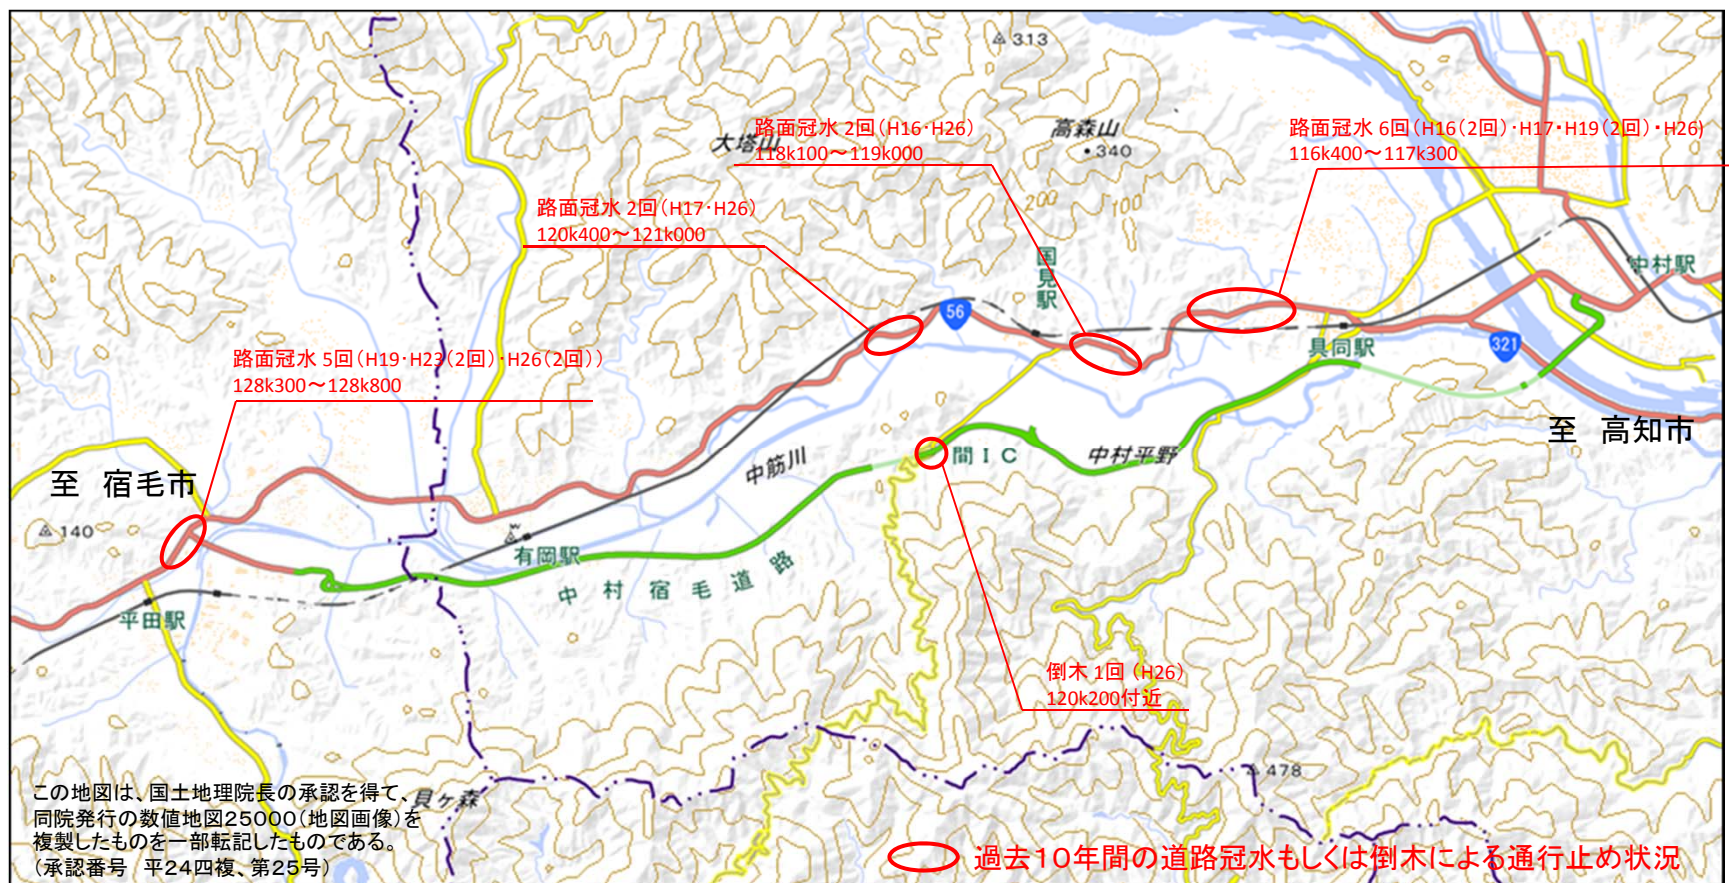 313
高森山
340
大塔山
路面冠水 2回(H16・H26)
118k100～119k000
路面冠水 6回(H16(2回)・H17・H19(2回)・H26)
116k400～117k300
路面冠水 2回(H17・H26)
120k400～121k000
200
100
国見駅
中村駅
56
321
具同駅
路面冠水 5回(H19・H23(2回)・H26(2回))
128k300～128k800
至 高知市
至 宿毛市
140
中筋川
間IC
中村平野
有岡駅
中村宿毛道路
平田駅
倒木 1回 (H26)
120k200付近
478
貝ヶ森
この地図は、国土地理院長の承認を得て、
同院発行の数値地図25000(地図画像)を
複製したものを一部転記したものである。
(承認番号 平24四複、第25号)
過去10年間の道路冠水もしくは倒木による通行止め状況